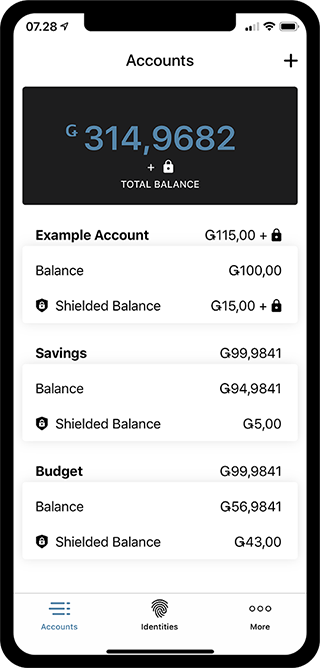 07.28
Accounts
+
Ǥ 314,9682
+
TOTAL BALANCE
Example Account Ǥ115,00 +
Balance Ǥ100,00
Shielded Balance Ǥ15,00 +
Savings Ǥ99,9841
Balance Ǥ94,9841
Shielded Balance Ǥ5,00
Budget Ǥ99,9841
Balance Ǥ56,9841
Shielded Balance Ǥ43,00
Accounts Identities More